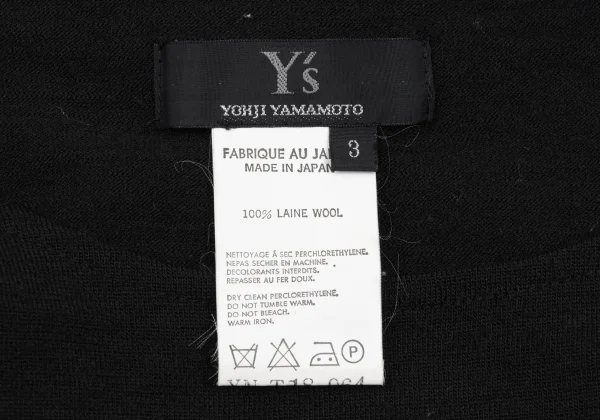 Y's
YOHJI YAMAMOTO
3
FABRIQUE AU
MADE IN JAPAN
100% LAINE WOOL
NETTOYAGE À SEC PERCHLORETHYLENE.
NEPAS SECHER EN MACHINE.
DECOLORANTS INTERDITS.
REPASSER AU FER DOUX.
DRY CLEAN PERCLORETHYLENE.
DO NOT TUMBLE WARM.
DO NOT BLEACH.
WARM IRON.
P